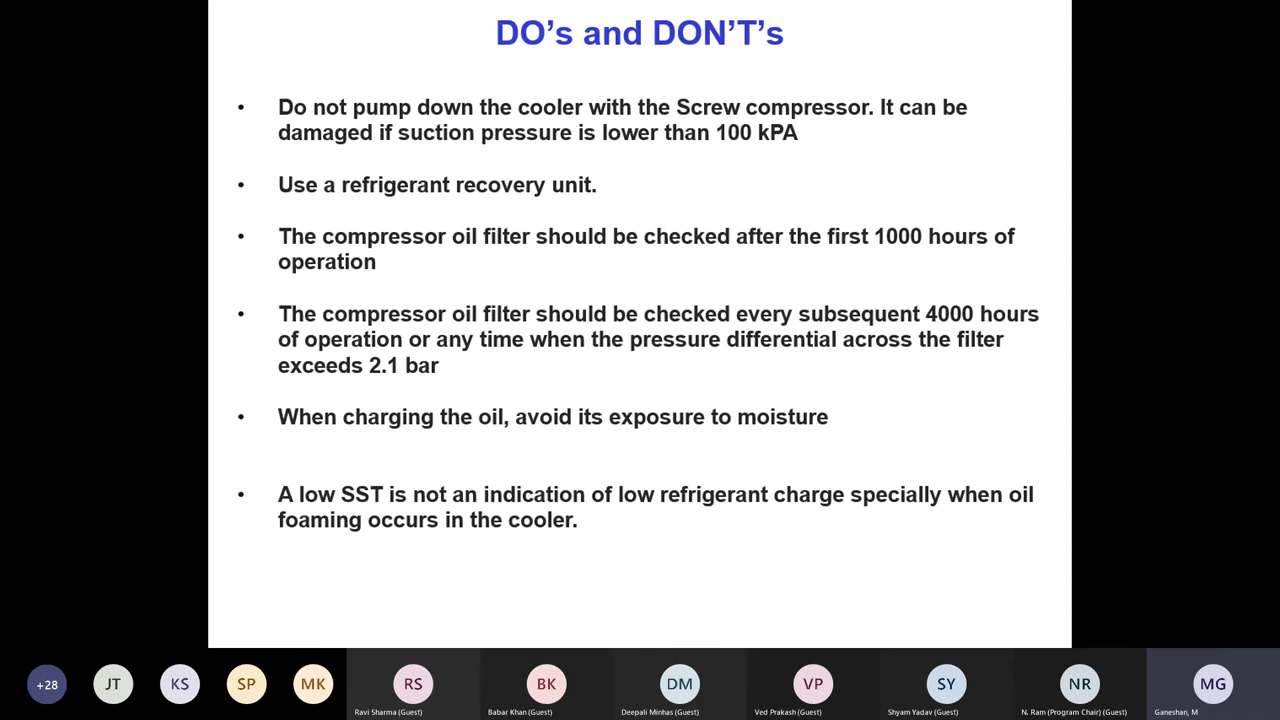 DO’s and DON’T’s
• Do not pump down the cooler with the Screw compressor. It can be
damaged if suction pressure is lower than 100 kPA
• Use a refrigerant recovery unit.
• The compressor oil filter should be checked after the first 1000 hours of
operation
• The compressor oil filter should be checked every subsequent 4000 hours
of operation or any time when the pressure differential across the filter
exceeds 2.1 bar
• When charging the oil, avoid its exposure to moisture
• A low SST is not an indication of low refrigerant charge specially when oil
foaming occurs in the cooler.
+28 JT KS SP MK RS BK DM VP SY NR MG
Ravi Sharma (Guest) Babar Khan (Guest) Deepali Minhas (Guest) Ved Prakash (Guest) Shyam Yadav (Guest) N. Ram (Program Chair) (Guest) Ganeshan, M